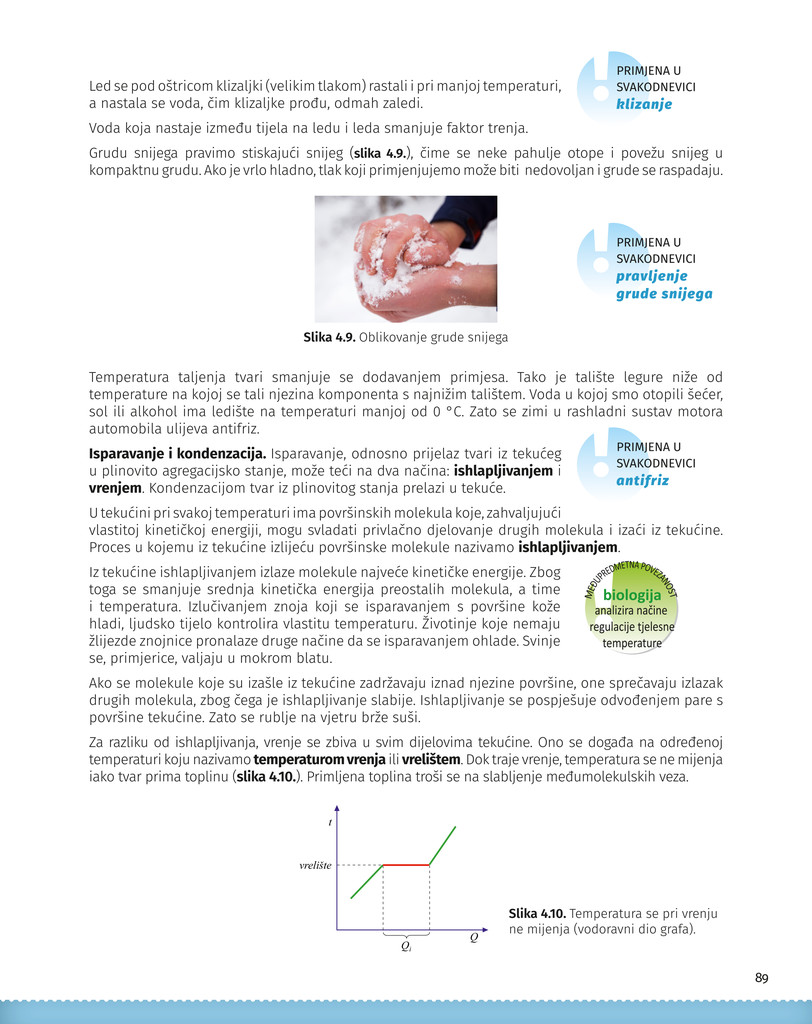 Led se pod oštricom klizaljki (velikim tlakom) rastali i pri manjoj temperaturi,
a nastala se voda, čim klizaljke prođu, odmah zaledi.
PRIMJENA U
SVAKODNEVICI
klizanje
Voda koja nastaje između tijela na ledu i leda smanjuje faktor trenja.
Grudu snijega pravimo stiskajući snijeg (slika 4.9.), čime se neke pahulje otope i povežu snijeg u
kompaktnu grudu. Ako je vrlo hladno, tlak koji primjenjujemo može biti nedovoljan i grude se raspadaju.
PRIMJENA U
SVAKODNEVICI
pravljenje
grude snijega
Slika 4.9. Oblikovanje grude snijega
Temperatura taljenja tvari smanjuje se dodavanjem primjesa. Tako je talište legure niže od
temperature na kojoj se tali njezina komponenta s najnižim talištem. Voda u kojoj smo otopili šećer,
sol ili alkohol ima ledište na temperaturi manjoj od 0 °C. Zato se zimi u rashladni sustav motora
automobila ulijeva antifriz.
Isparavanje i kondenzacija. Isparavanje, odnosno prijelaz tvari iz tekućeg
u plinovito agregacijsko stanje, može teći na dva načina: ishlapljivanjem i
vrenjem. Kondenzacijom tvar iz plinovitog stanja prelazi u tekuće.
PRIMJENA U
SVAKODNEVICI
antifriz
U tekućini pri svakoj temperaturi ima površinskih molekula koje, zahvaljujući
vlastitoj kinetičkoj energiji, mogu svladati privlačno djelovanje drugih molekula i izaći iz tekućine.
Proces u kojemu iz tekućine izlijeću površinske molekule nazivamo ishlapljivanjem.
Iz tekućine ishlapljivanjem izlaze molekule najveće kinetičke energije. Zbog
toga se smanjuje srednja kinetička energija preostalih molekula, a time
i temperatura. Izlučivanjem znoja koji se isparavanjem s površine kože
hladi, ljudsko tijelo kontrolira vlastitu temperaturu. Životinje koje nemaju
žlijezde znojnice pronalaze druge načine da se isparavanjem ohlade. Svinje
se, primjerice, valjaju u mokrom blatu.
MEĐUPREDMETNA POVEZANOST
biologija
analizira načine
regulacije tjelesne
temperature
Ako se molekule koje su izašle iz tekućine zadržavaju iznad njezine površine, one sprečavaju izlazak
drugih molekula, zbog čega je ishlapljivanje slabije. Ishlapljivanje se pospješuje odvođenjem pare s
površine tekućine. Zato se rublje na vjetru brže suši.
Za razliku od ishlapljivanja, vrenje se zbiva u svim dijelovima tekućine. Ono se događa na određenoj
temperaturi koju nazivamo temperaturom vrenja ili vrelištem. Dok traje vrenje, temperatura se ne mijenja
iako tvar prima toplinu (slika 4.10.). Primljena toplina troši se na slabljenje međumolekulskih veza.
t
vrelište
Q
Qi
Slika 4.10. Temperatura se pri vrenju
ne mijenja (vodoravni dio grafa).
89